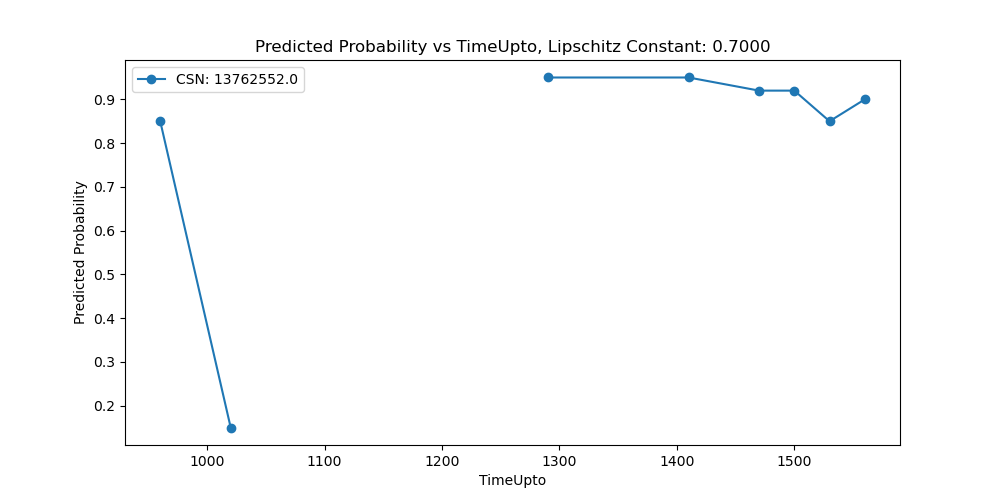 Predicted Probability vs TimeUpto, Lipschitz Constant: 0.7000
CSN: 13762552.0
Predicted Probability
0.9
0.8
0.7
0.6
0.5
0.4
0.3
0.2
1000 1100 1200 1300 1400 1500
TimeUpto